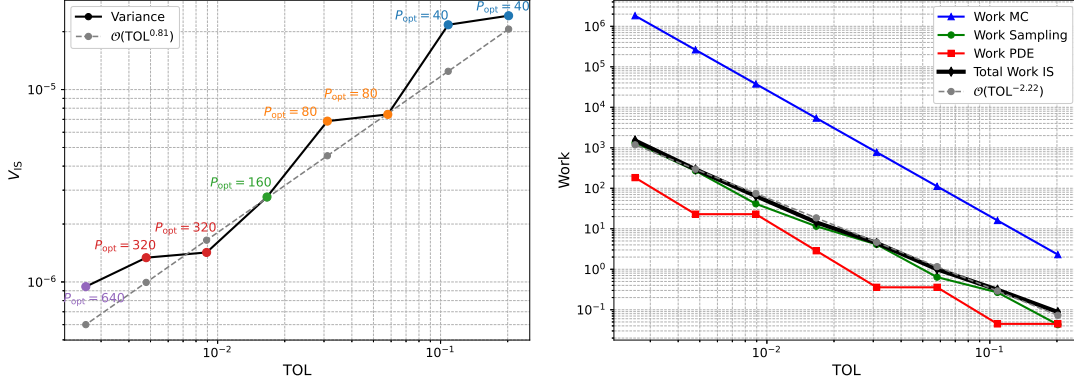 Variance
𝒪(TOL^0.81)
P_opt = 40
P_opt = 40
P_opt = 80
P_opt = 80
P_opt = 160
P_opt = 320
P_opt = 320
P_opt = 640
10^−5
10^−6
V_IS
10^−2
10^−1
TOL
Work MC
Work Sampling
Work PDE
Total Work IS
𝒪(TOL^−2.22)
10^6
10^5
10^4
10^3
10^2
10^1
10^0
10^−1
Work
10^−2
10^−1
TOL